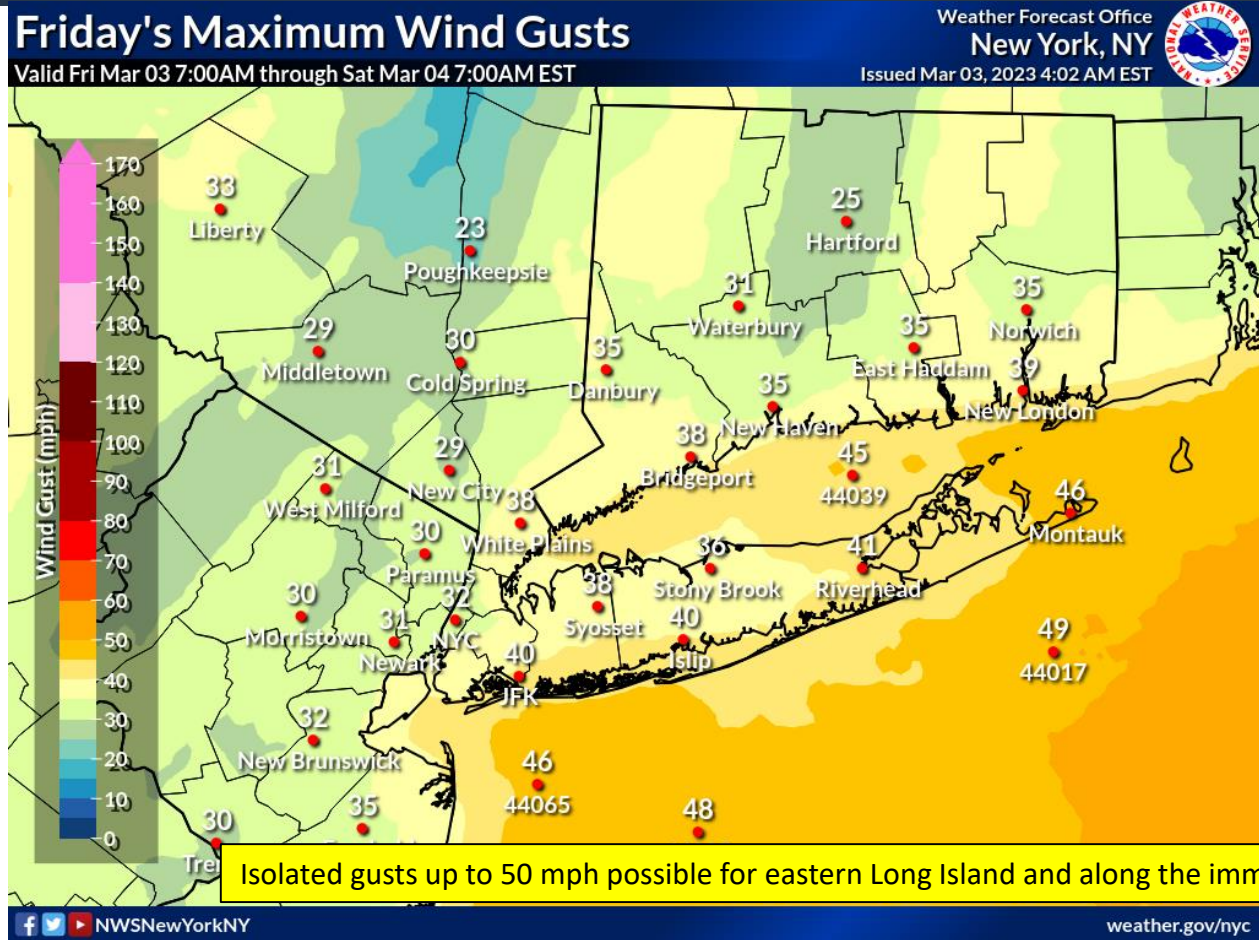 Friday's Maximum Wind Gusts
Valid Fri Mar 03 7:00AM through Sat Mar 04 7:00AM EST
Weather Forecast Office
New York, NY
Issued Mar 03, 2023 4:02 AM EST
NATIONAL WEATHER SERVICE
Wind Gust (mph)
170
160
150
140
130
120
110
100
90
80
70
60
50
40
30
20
10
0
33
Liberty
23
Poughkeepsie
25
Hartford
31
Waterbury
35
Norwich
29
Middletown
30
Cold Spring
35
Danbury
35
East Haddam
39
New London
35
New Haven
38
Bridgeport
45
44039
29
New City
31
West Milford
38
White Plains
46
Montauk
30
Paramus
36
Stony Brook
41
Riverhead
30
Morristown
31
Newark
32
NYC
38
Syosset
40
Islip
49
44017
40
JFK
32
New Brunswick
46
44065
35
48
30
Tre
Isolated gusts up to 50 mph possible for eastern Long Island and along the imm
NWSNewYorkNY
weather.gov/nyc